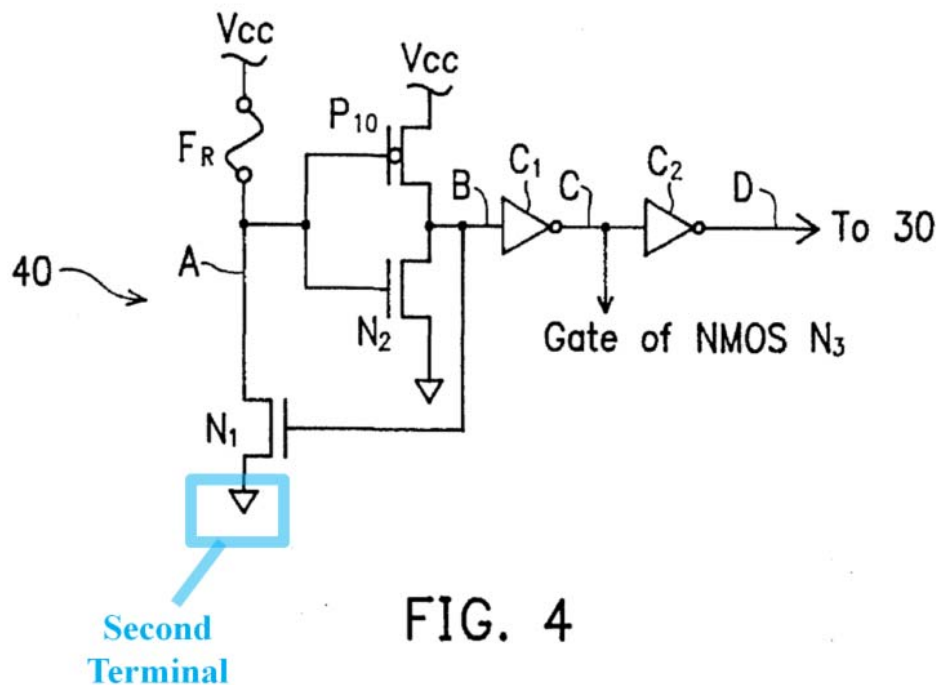 Vcc
Vcc
P10
FR
C1
C2
B
C
D
To 30
A
40
N2
Gate of NMOS N3
N1
FIG. 4
Second
Terminal